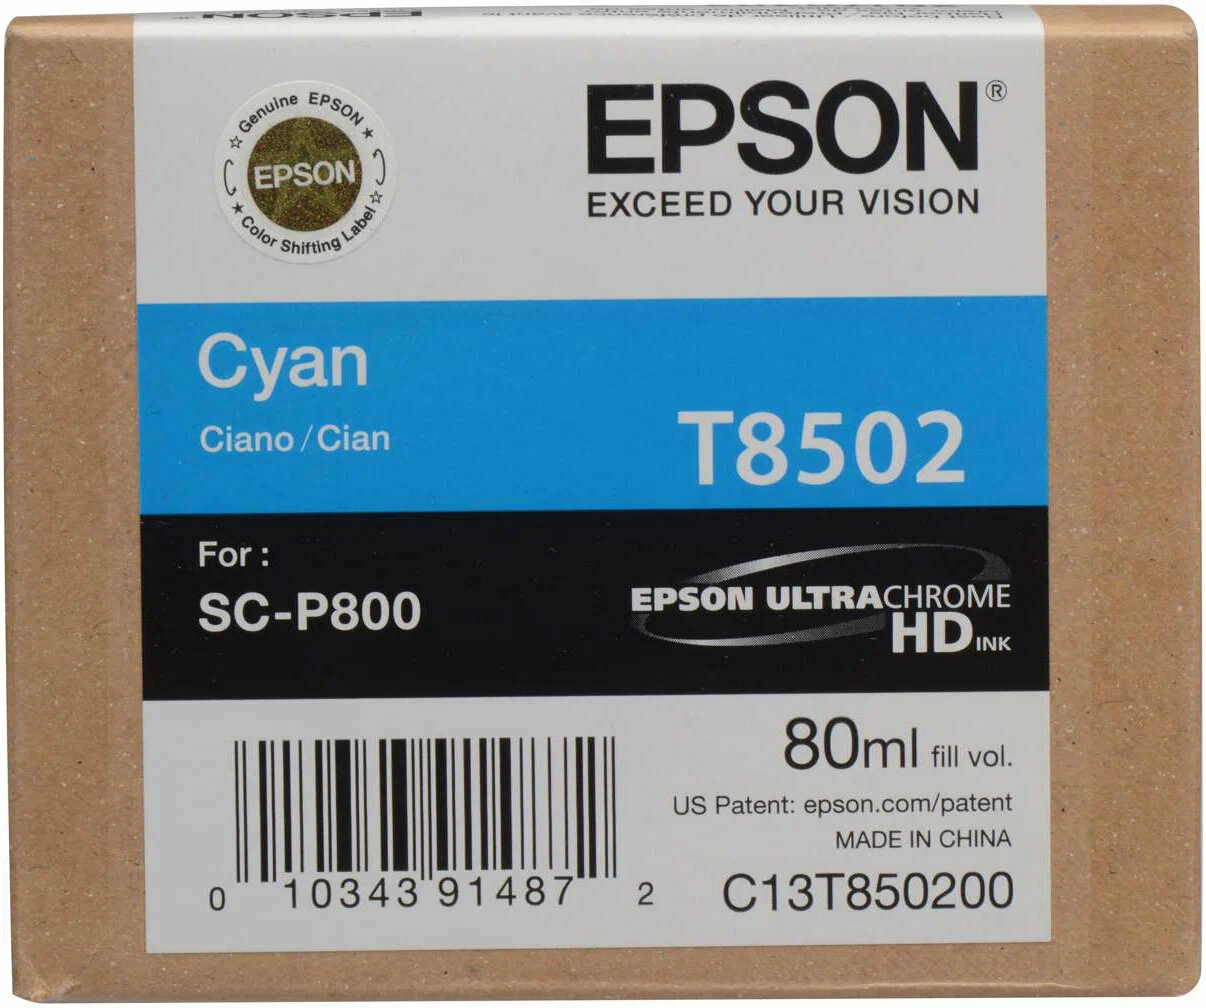 Genuine EPSON
EPSON
Color Shifting Label
EPSON®
EXCEED YOUR VISION
Cyan
Ciano / Cian
T8502
For :
SC-P800
EPSON ULTRACHROME
HD INK
80ml fill vol.
US Patent: epson.com/patent
MADE IN CHINA
C13T850200
0 10343 91487 2